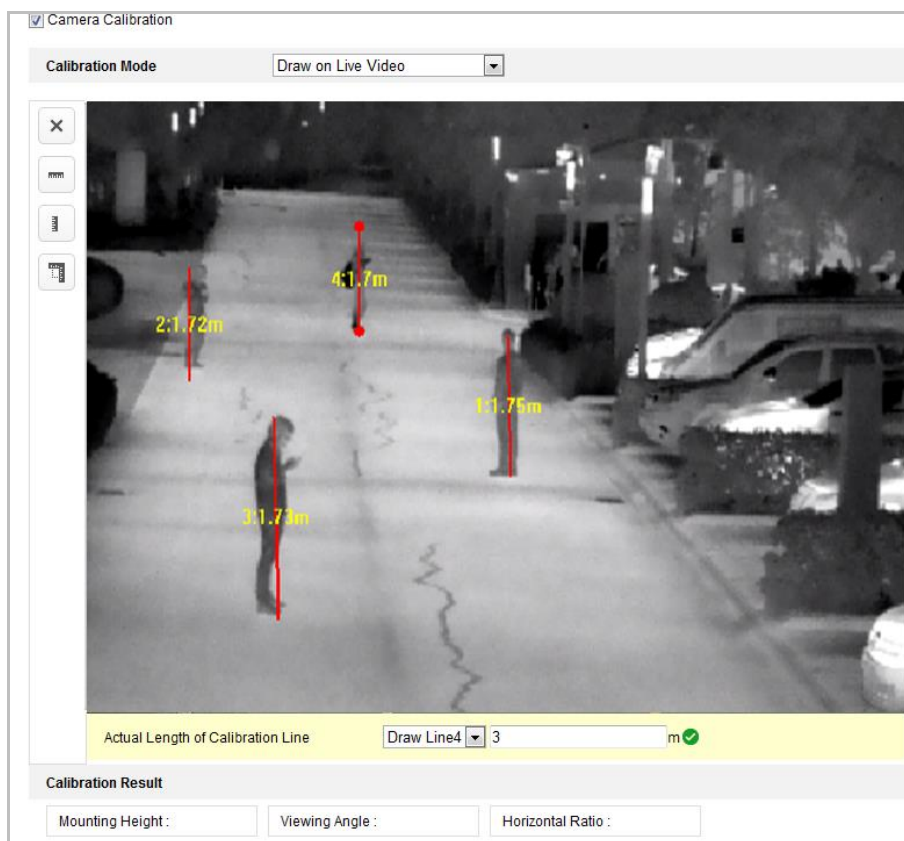 Camera Calibration
Calibration Mode Draw on Live Video
4:1.7m
2:1.72m
1:1.75m
3:1.73m
Actual Length of Calibration Line Draw Line4 3 m
Calibration Result
Mounting Height : Viewing Angle : Horizontal Ratio :